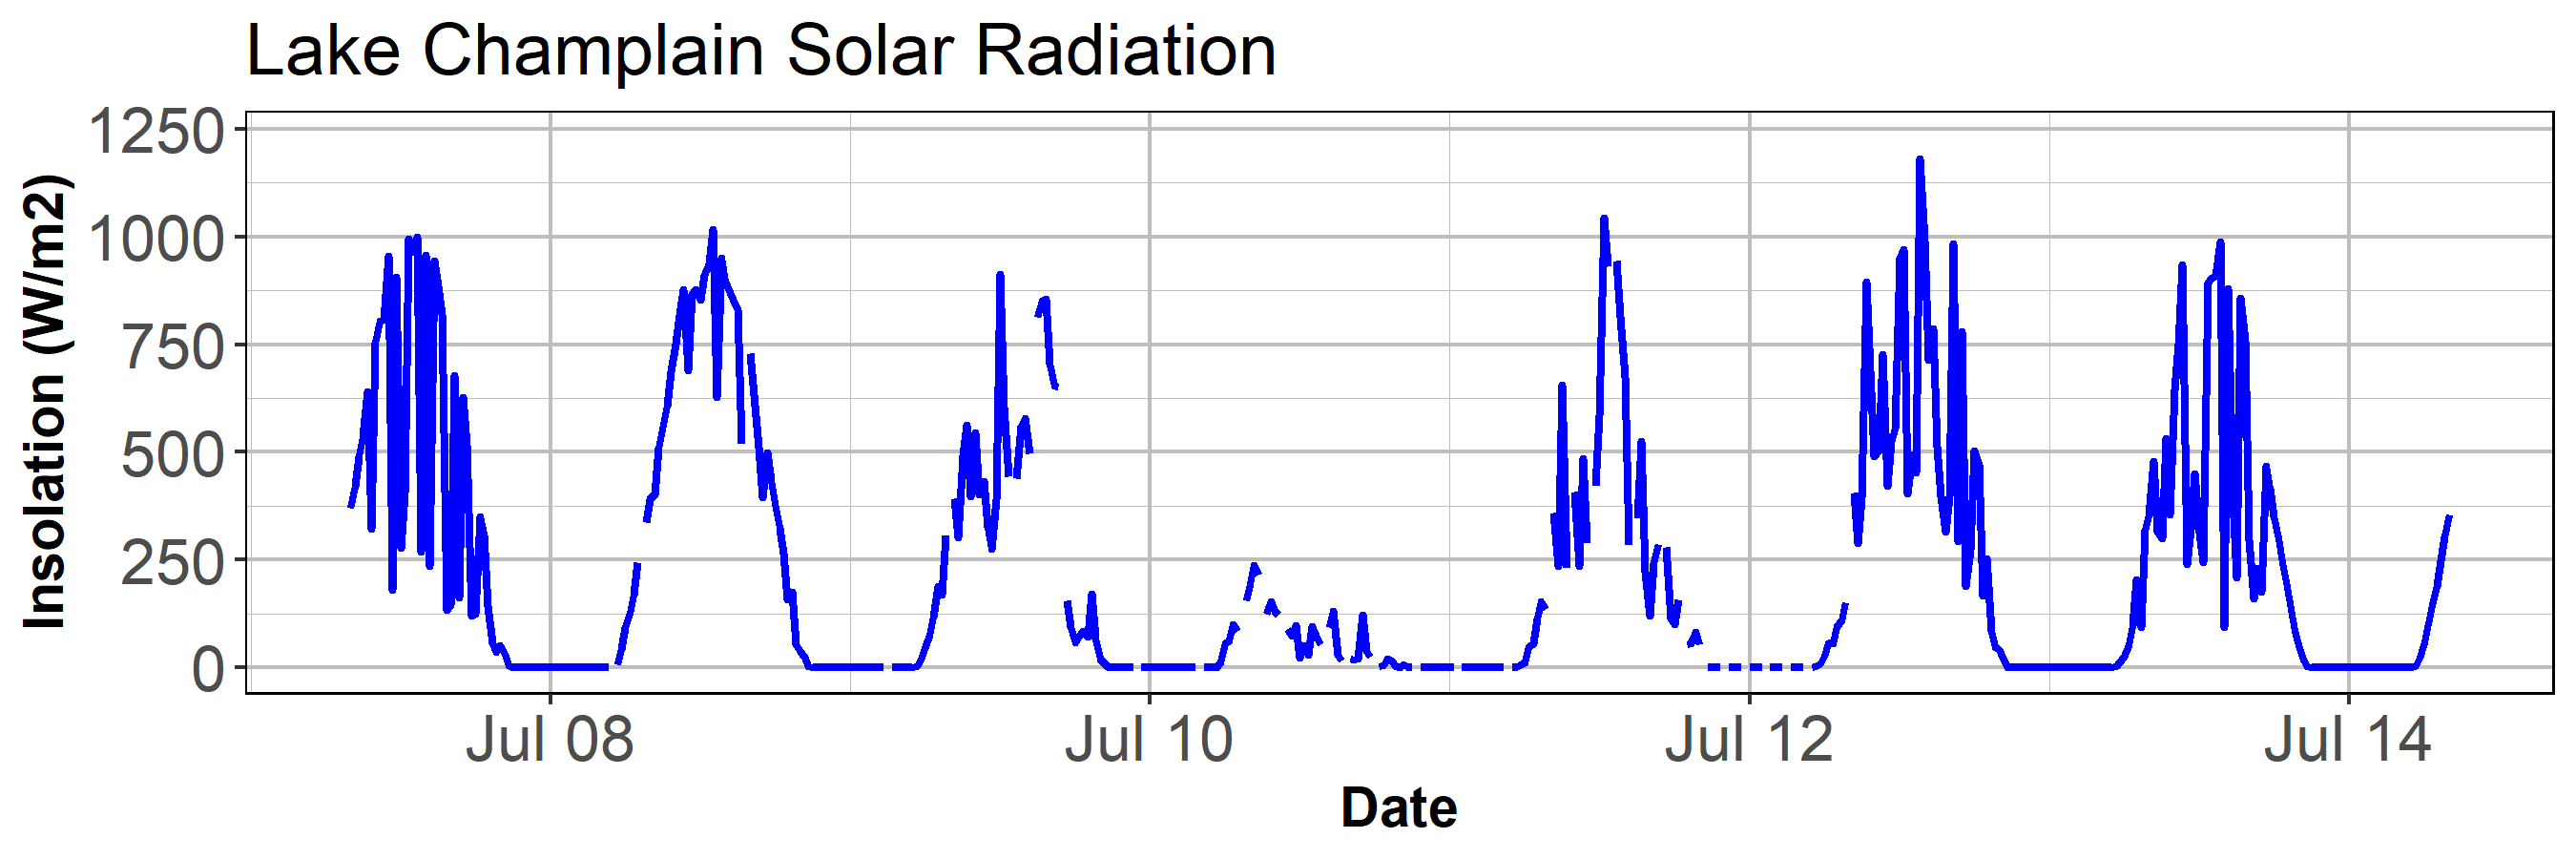 Lake Champlain Solar Radiation
1250
1000
750
500
250
0
Insolation (W/m2)
Jul 08
Jul 10
Jul 12
Jul 14
Date